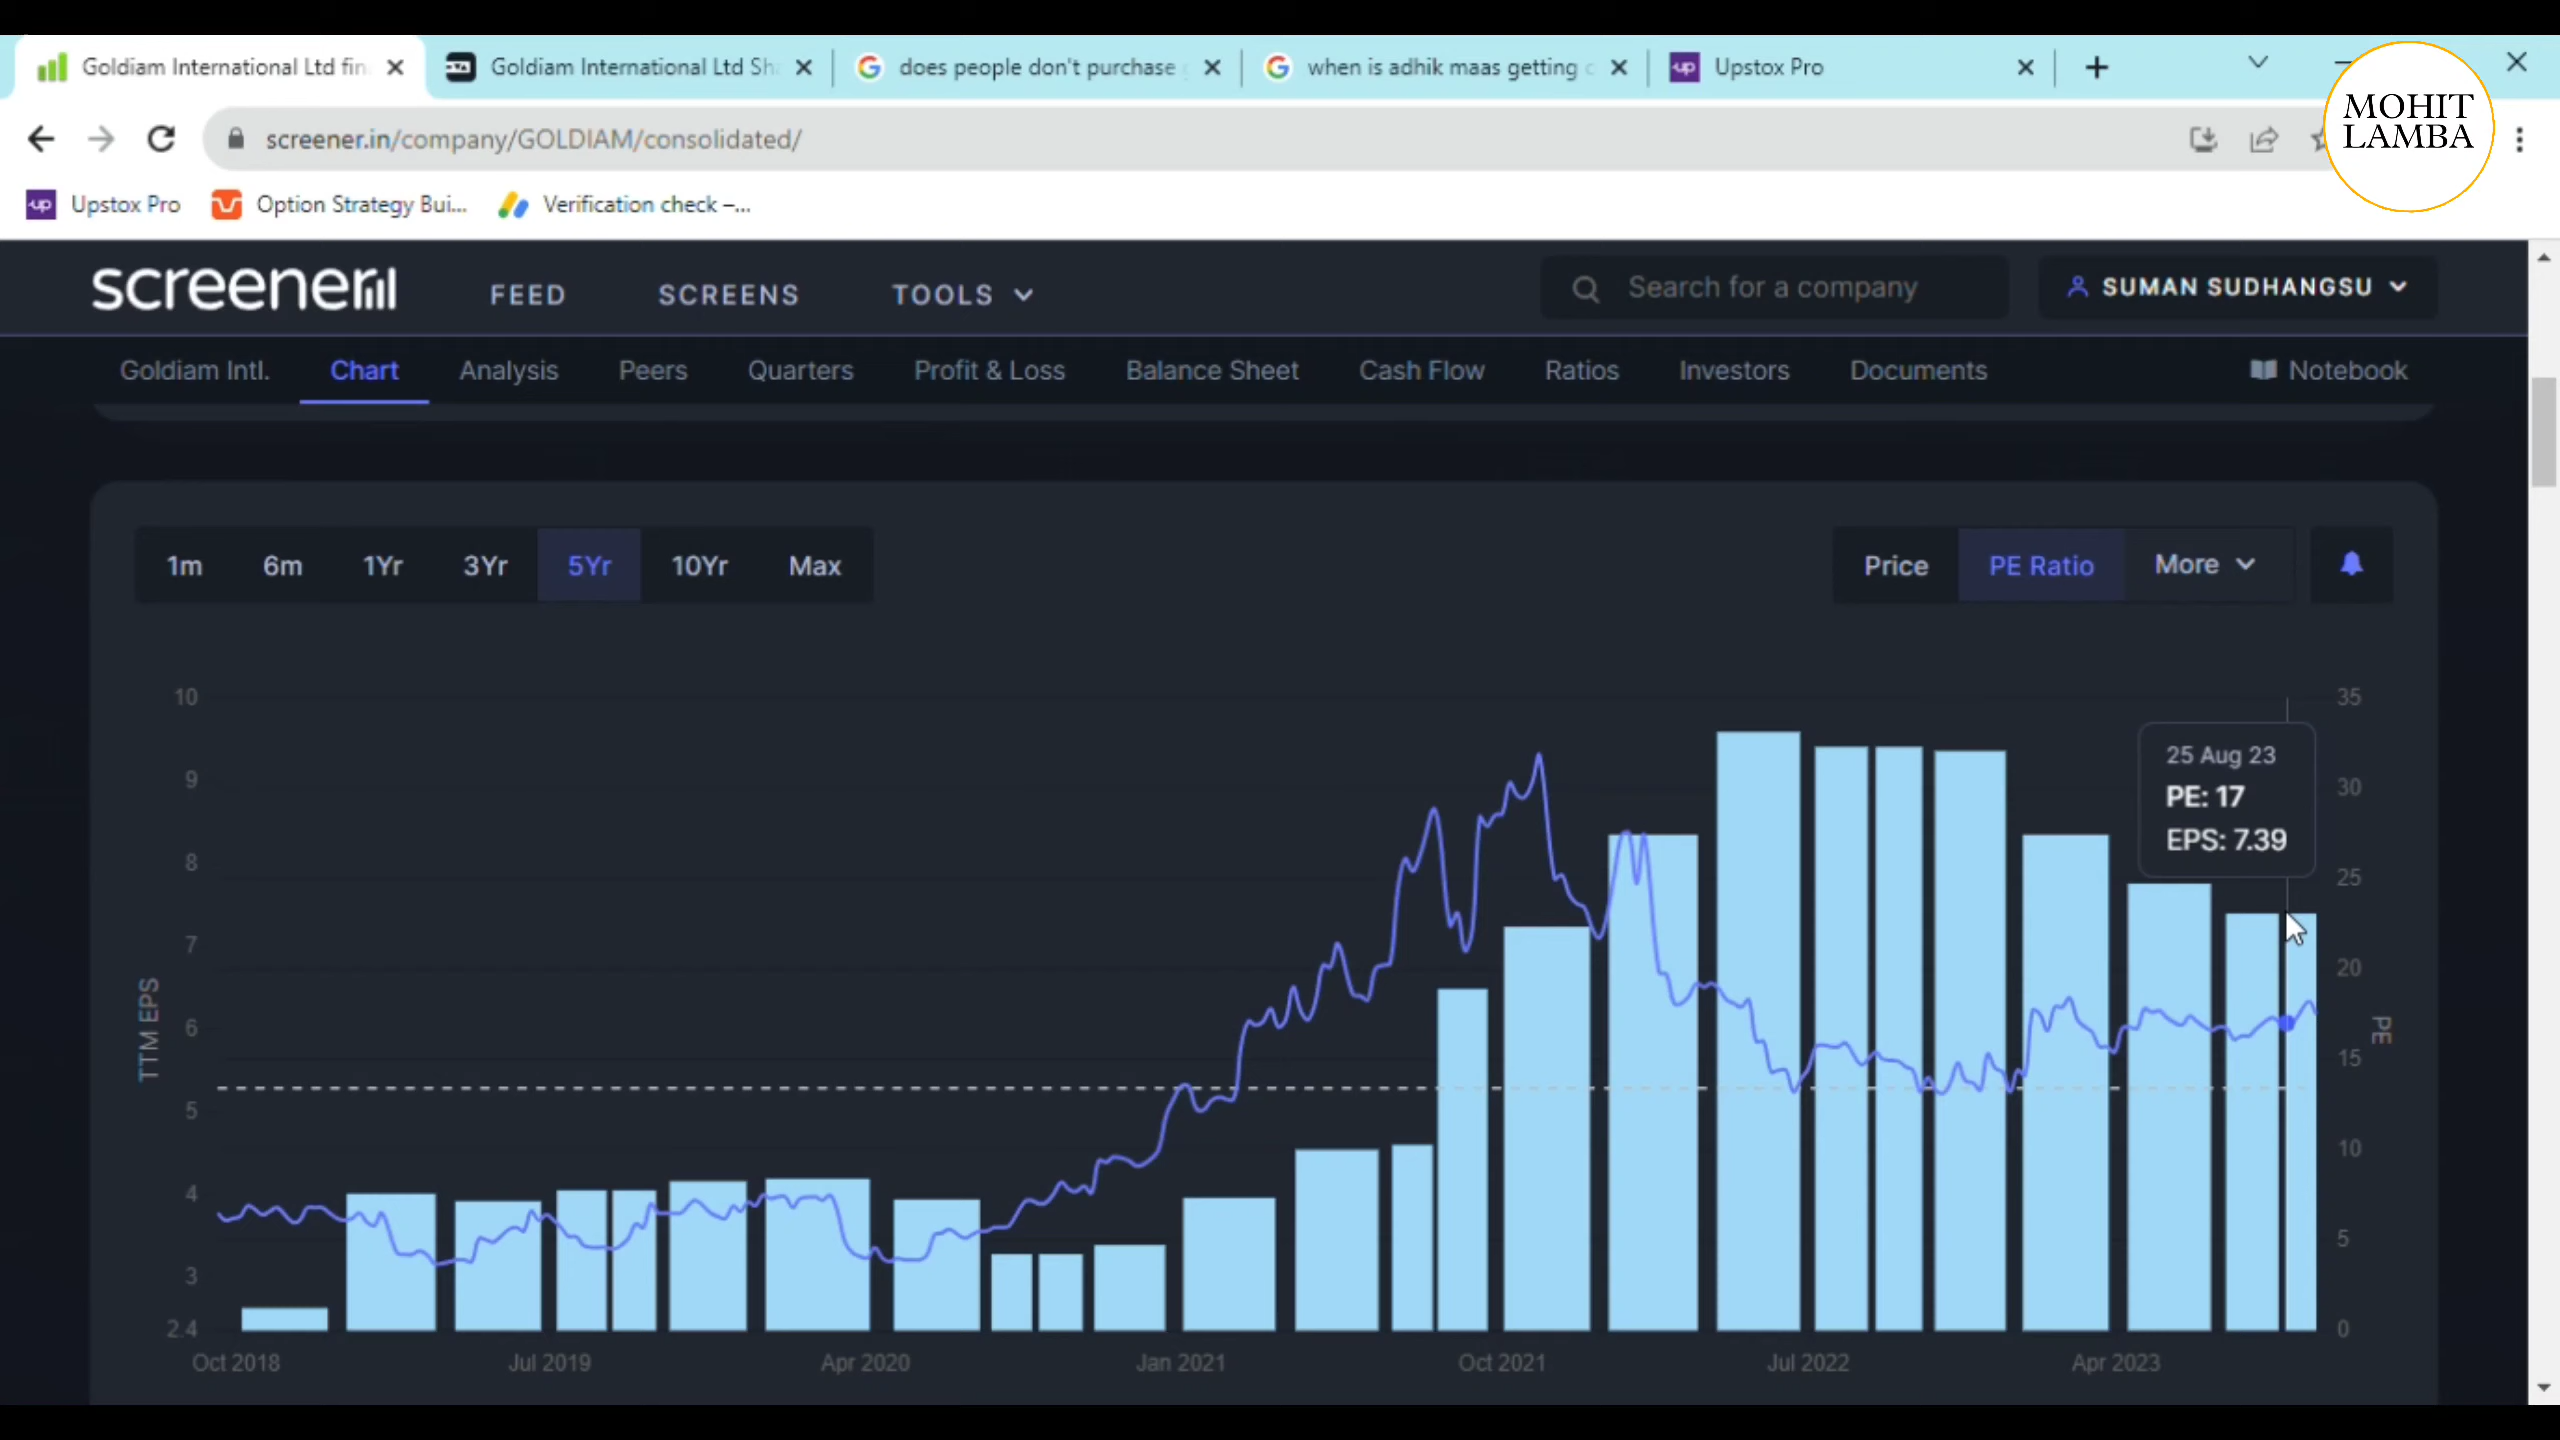 Goldiam International Ltd fin
Goldiam International Ltd Sh
does people don't purchase
when is adhik maas getting
Upstox Pro
MOHIT
LAMBA
screener.in/company/GOLDIAM/consolidated/
Upstox Pro
Option Strategy Bui...
Verification check –...
screener
FEED
SCREENS
TOOLS
Search for a company
SUMAN SUDHANGSU
Goldiam Intl.
Chart
Analysis
Peers
Quarters
Profit & Loss
Balance Sheet
Cash Flow
Ratios
Investors
Documents
Notebook
1m
6m
1Yr
3Yr
5Yr
10Yr
Max
Price
PE Ratio
More
10
9
8
7
6
5
4
3
2.4
TTM EPS
35
30
25
20
15
10
5
0
PE
25 Aug 23
PE: 17
EPS: 7.39
Oct 2018
Jul 2019
Apr 2020
Jan 2021
Oct 2021
Jul 2022
Apr 2023